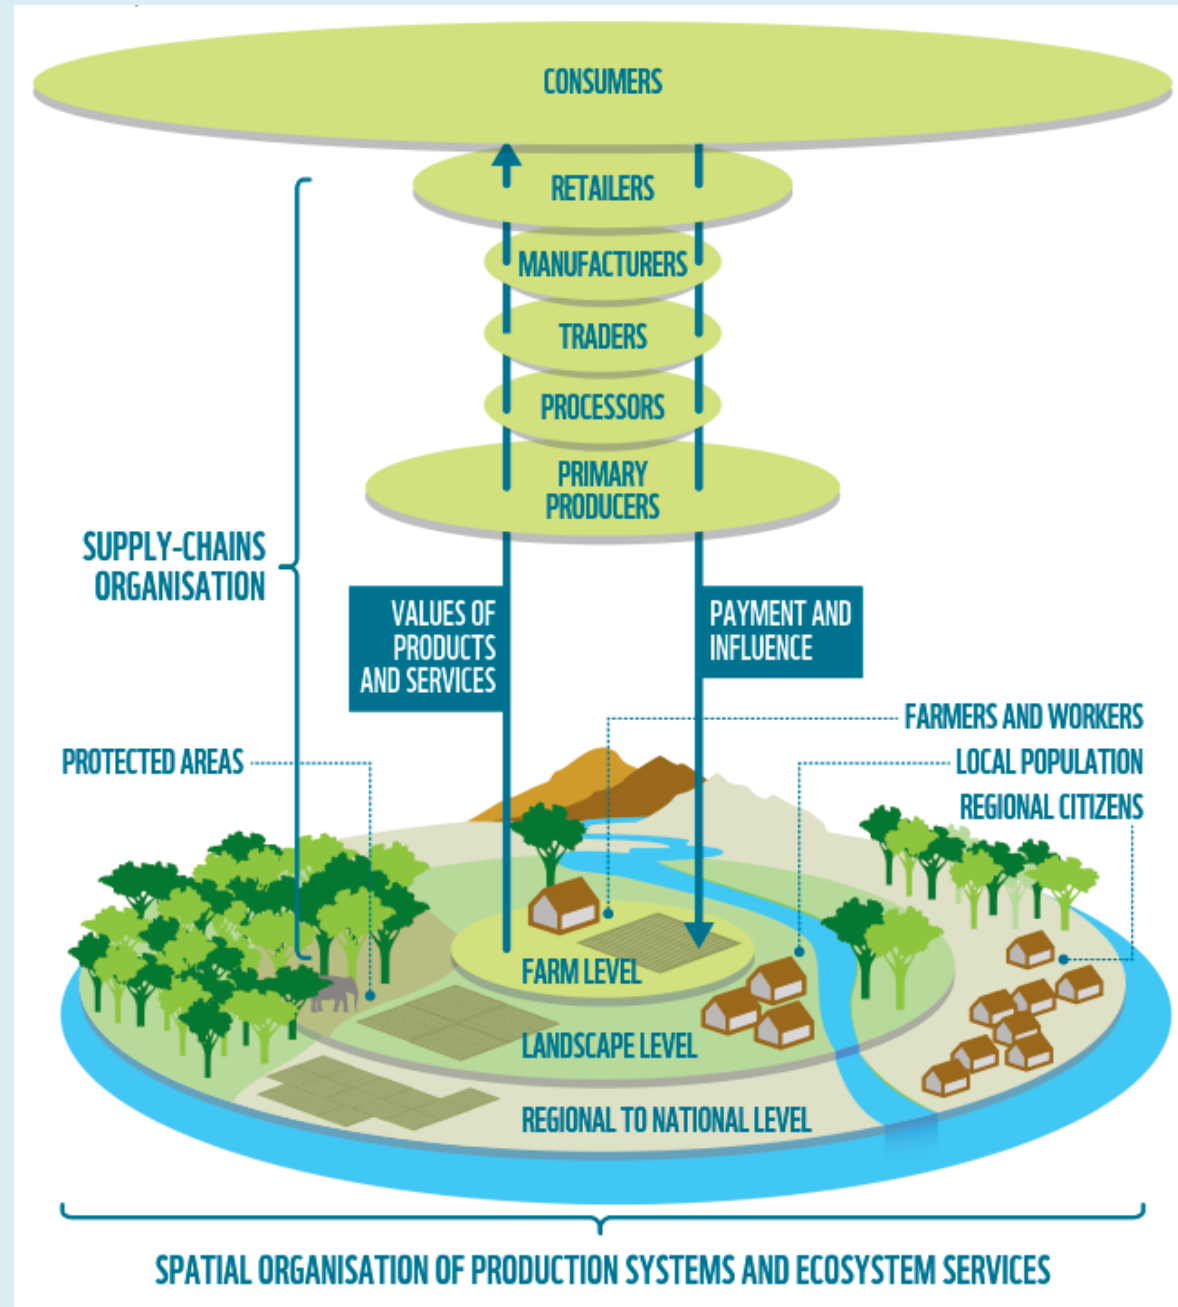 CONSUMERS
RETAILERS
MANUFACTURERS
TRADERS
PROCESSORS
PRIMARY
PRODUCERS
SUPPLY-CHAINS
ORGANISATION
VALUES OF
PRODUCTS
AND SERVICES
PAYMENT AND
INFLUENCE
FARMERS AND WORKERS
PROTECTED AREAS
LOCAL POPULATION
REGIONAL CITIZENS
FARM LEVEL
LANDSCAPE LEVEL
REGIONAL TO NATIONAL LEVEL
SPATIAL ORGANISATION OF PRODUCTION SYSTEMS AND ECOSYSTEM SERVICES